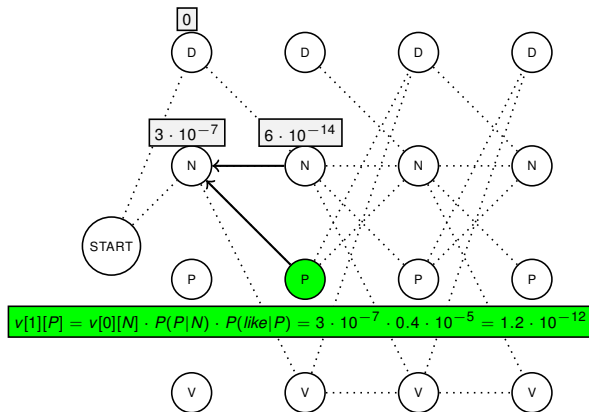 0
D D D D
3 · 10⁻⁷ 6 · 10⁻¹⁴
N N N N
START
P P P P
v[1][P] = v[0][N] · P(P|N) · P(like|P) = 3 · 10⁻⁷ · 0.4 · 10⁻⁵ = 1.2 · 10⁻¹²
V V V V